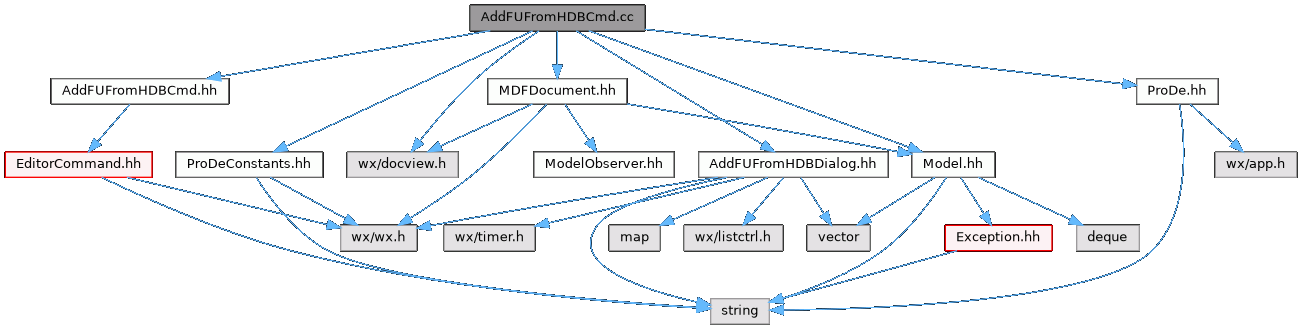 AddFUFromHDBCmd.cc
AddFUFromHDBCmd.hh
MDFDocument.hh
ProDe.hh
EditorCommand.hh
ProDeConstants.hh
wx/docview.h
ModelObserver.hh
AddFUFromHDBDialog.hh
Model.hh
wx/app.h
wx/wx.h
wx/timer.h
map
wx/listctrl.h
vector
Exception.hh
deque
string